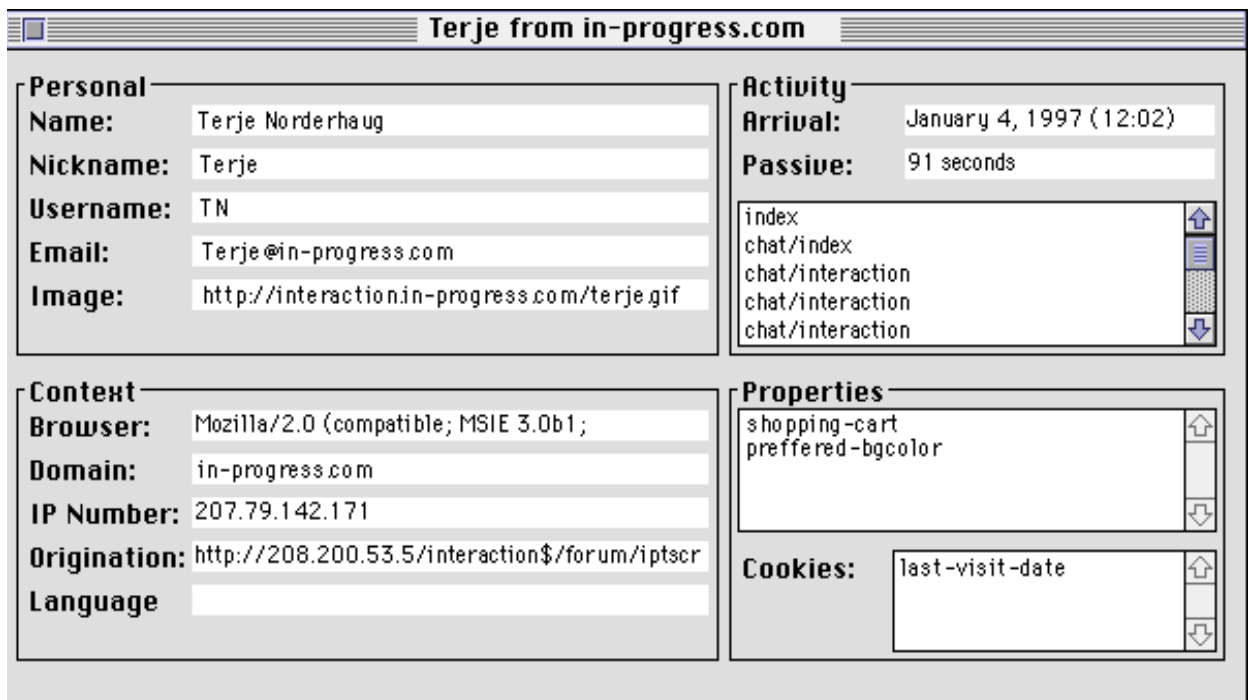 Terje from in-progress.com
Personal
Name: Terje Norderhaug
Nickname: Terje
Username: TN
Email: Terje@in-progress.com
Image: http://interaction.in-progress.com/terje.gif
Activity
Arrival: January 4, 1997 (12:02)
Passive: 91 seconds
index
chat/index
chat/interaction
chat/interaction
chat/interaction
Context
Browser: Mozilla/2.0 (compatible; MSIE 3.0b1;
Domain: in-progress.com
IP Number: 207.79.142.171
Origination: http://208.200.53.5/interaction$/forum/iptscr
Language
Properties
shopping-cart
preffered-bgcolor
Cookies: last-visit-date